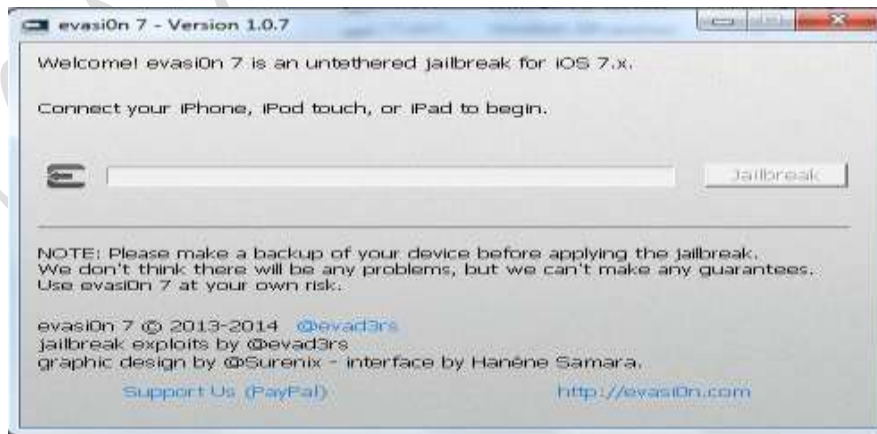 evasi0n 7 - Version 1.0.7
Welcome! evasi0n 7 is an untethered jailbreak for iOS 7.x.
Connect your iPhone, iPod touch, or iPad to begin.
Jailbreak
NOTE: Please make a backup of your device before applying the jailbreak.
We don't think there will be any problems, but we can't make any guarantees.
Use evasi0n 7 at your own risk.
evasi0n 7 © 2013-2014 @evad3rs
jailbreak exploits by @evad3rs
graphic design by @Surenix - interface by Hanéne Samara.
Support Us (PayPal) http://evasi0n.com